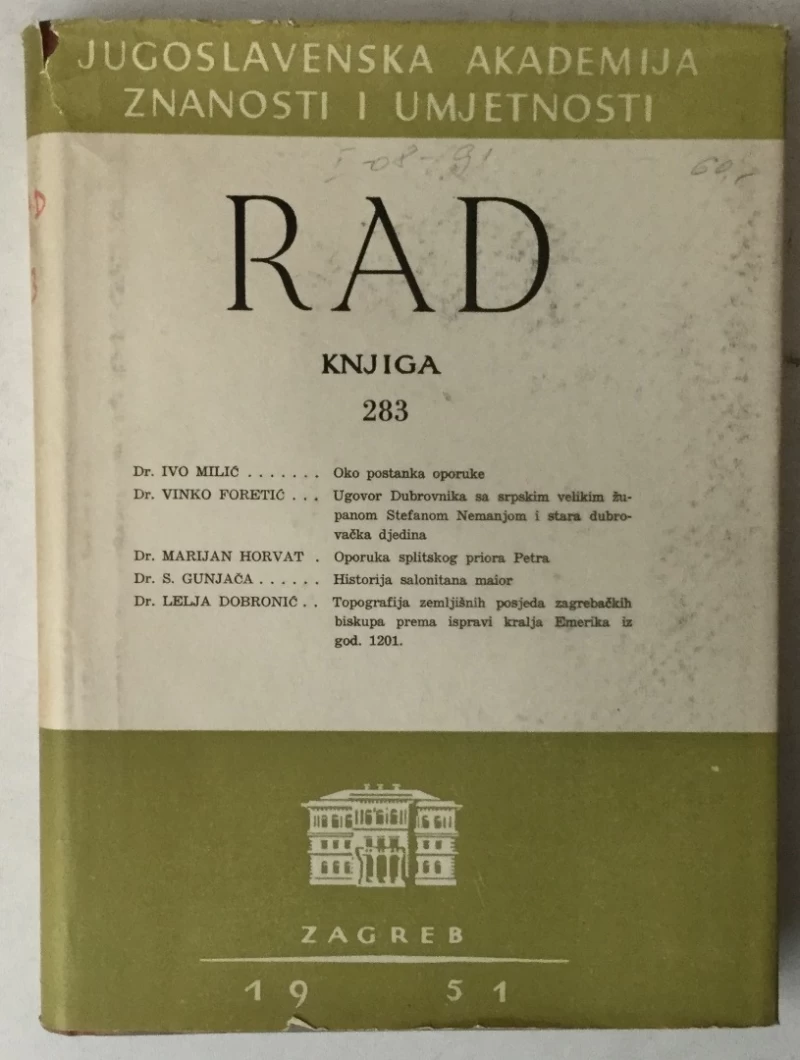 JUGOSLAVENSKA AKADEMIJA
ZNANOSTI I UMJETNOSTI
I-08-91
60,-
RAD
KNJIGA
283
Dr. IVO MILIĆ . . . . . . . Oko postanka oporuke
Dr. VINKO FORETIĆ . . . Ugovor Dubrovnika sa srpskim velikim žu-
panom Stefanom Nemanjom i stara dubro-
vačka djedina
Dr. MARIJAN HORVAT . Oporuka splitskog priora Petra
Dr. S. GUNJAČA . . . . . . Historija salonitana maior
Dr. LELJA DOBRONIĆ . . Topografija zemljišnih posjeda zagrebačkih
biskupa prema ispravi kralja Emerika iz
god. 1201.
ZAGREB
19 51